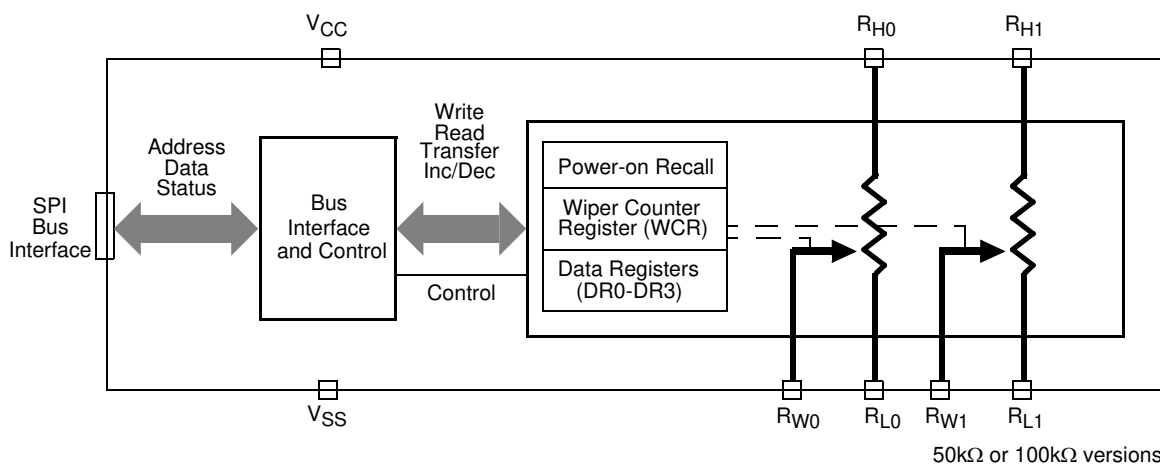 VCC
RH0
RH1
Address
Data
Status
Write
Read
Transfer
Inc/Dec
SPI
Bus
Interface
Bus
Interface
and Control
Control
Power-on Recall
Wiper Counter
Register (WCR)
Data Registers
(DR0-DR3)
VSS
RW0
RL0
RW1
RL1
50kΩ or 100kΩ versions